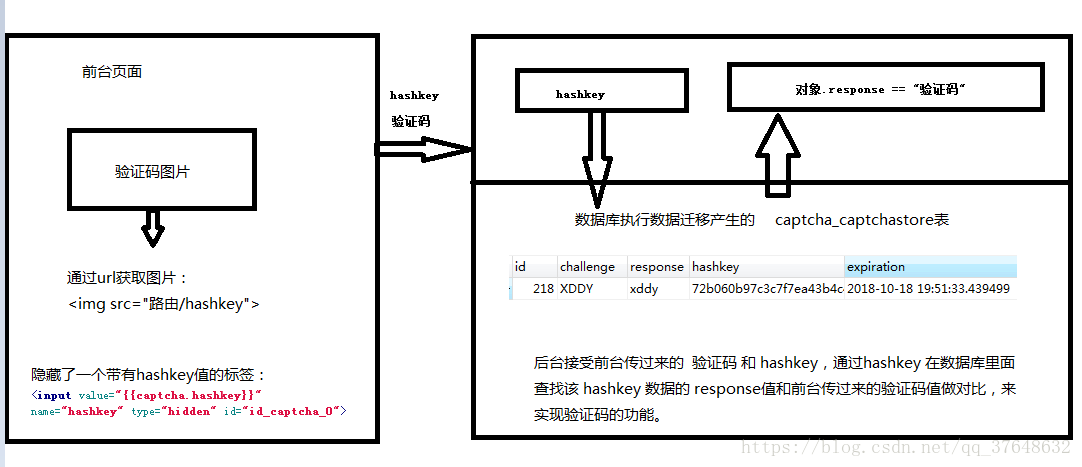 前台页面
验证码图片
通过url获取图片：
<img src="路由/hashkey">
隐藏了一个带有hashkey值的标签：
<input value="{{captcha.hashkey}}"
name="hashkey" type="hidden" id="id_captcha_0">
hashkey
验证码
hashkey
对象.response == "验证码"
数据库执行数据迁移产生的 captcha_captchastore表
id challenge response hashkey expiration
218 XDDY xddy 72b060b97c3c7f7ea43b4c 2018-10-18 19:51:33.439499
后台接受前台传过来的 验证码 和 hashkey，通过hashkey 在数据库里面
查找该 hashkey 数据的 response值和前台传过来的验证码值做对比，来
实现验证码的功能。
https://blog.csdn.net/qq_37648632